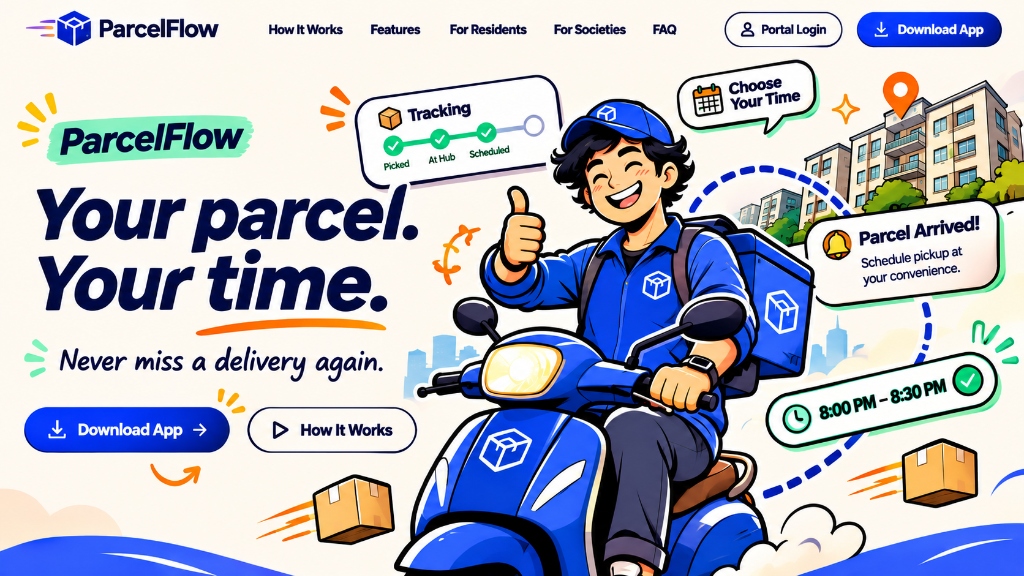 ParcelFlow
How It Works
Features
For Residents
For Societies
FAQ
Portal Login
Download App
ParcelFlow
Your parcel.
Your time.
Never miss a delivery again.
Download App →
How It Works
Tracking
Picked
At Hub
Scheduled
Choose
Your Time
Parcel Arrived!
Schedule pickup at
your convenience.
8:00 PM – 8:30 PM